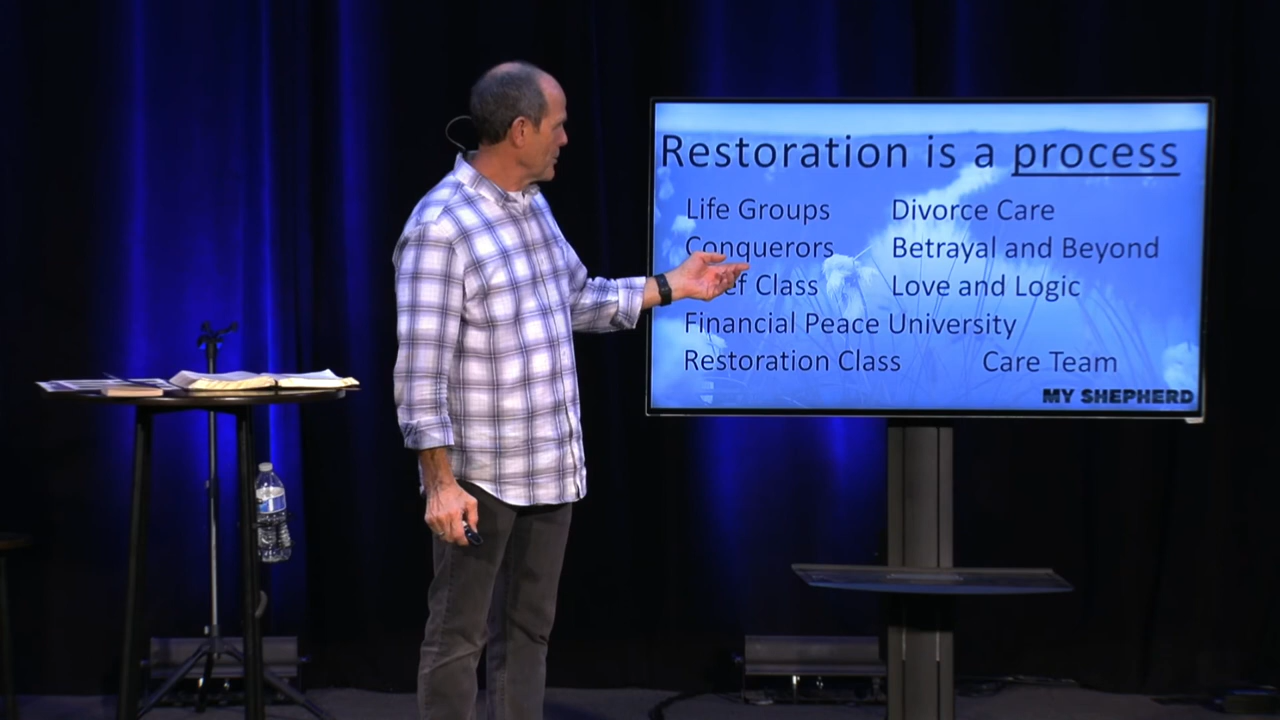 Restoration is a process
Life Groups Divorce Care
Conquerors Betrayal and Beyond
Class Love and Logic
Financial Peace University
Restoration Class Care Team
MY SHEPHERD